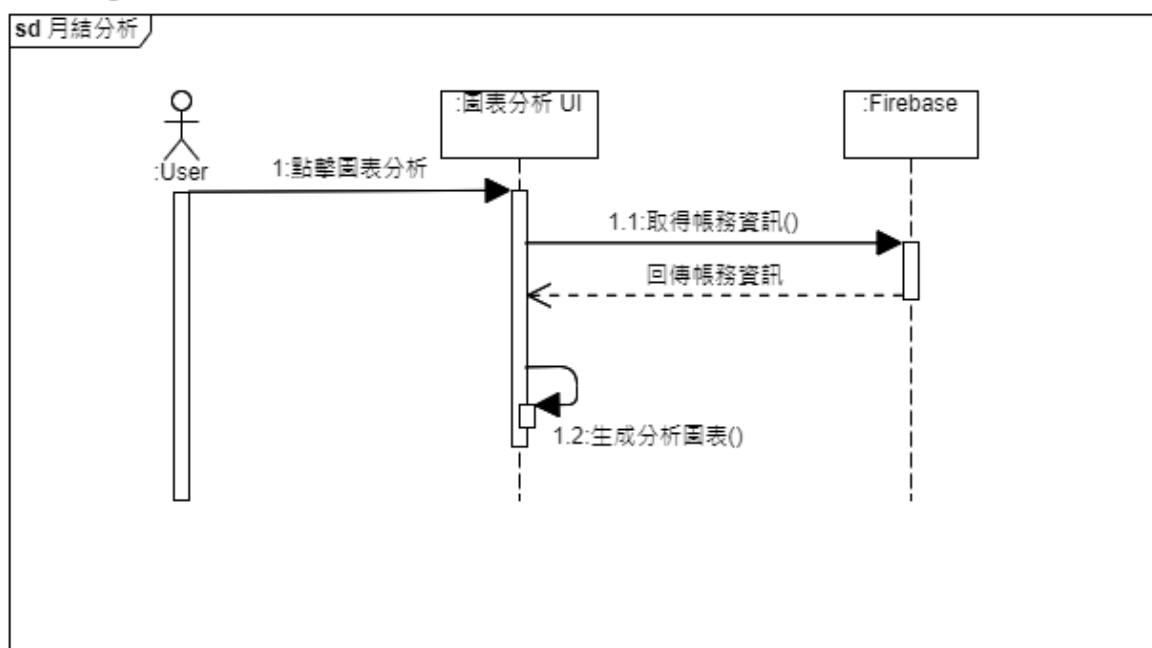 sd 月結分析
:User
:圖表分析 UI
:Firebase
1:點擊圖表分析
1.1:取得帳務資訊()
回傳帳務資訊
1.2:生成分析圖表()